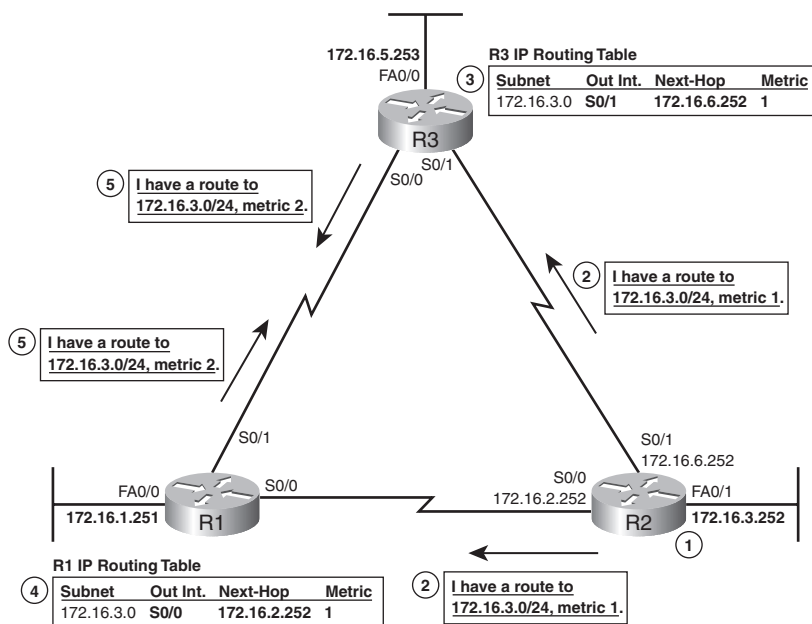 172.16.5.253
FA0/0
R3 IP Routing Table
3
Subnet Out Int. Next-Hop Metric
172.16.3.0 S0/1 172.16.6.252 1
R3
S0/1
S0/0
5
I have a route to
172.16.3.0/24, metric 2.
2
I have a route to
172.16.3.0/24, metric 1.
5
I have a route to
172.16.3.0/24, metric 2.
S0/1
FA0/0
172.16.1.251
R1
S0/0
S0/1
172.16.6.252
S0/0
172.16.2.252
R2
FA0/1
172.16.3.252
1
R1 IP Routing Table
4
Subnet Out Int. Next-Hop Metric
172.16.3.0 S0/0 172.16.2.252 1
2
I have a route to
172.16.3.0/24, metric 1.